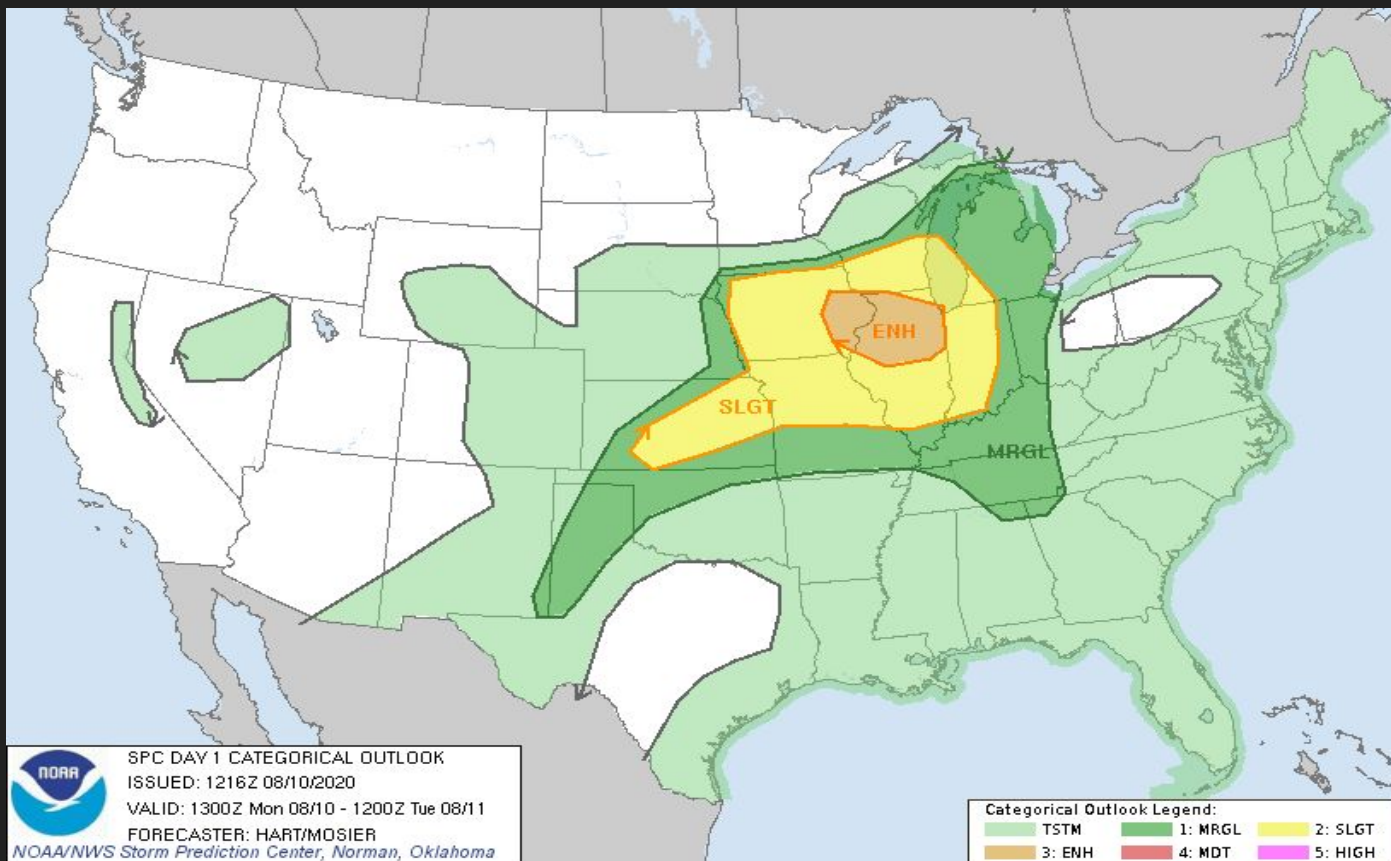 ENH
SLGT
MRGL
NOAA
SPC DAY 1 CATEGORICAL OUTLOOK
ISSUED: 1216Z 08/10/2020
VALID: 1300Z Mon 08/10 - 1200Z Tue 08/11
FORECASTER: HART/MOSIER
NOAA/NWS Storm Prediction Center, Norman, Oklahoma
Categorical Outlook Legend:
TSTM 1: MRGL 2: SLGT
3: ENH 4: MDT 5: HIGH